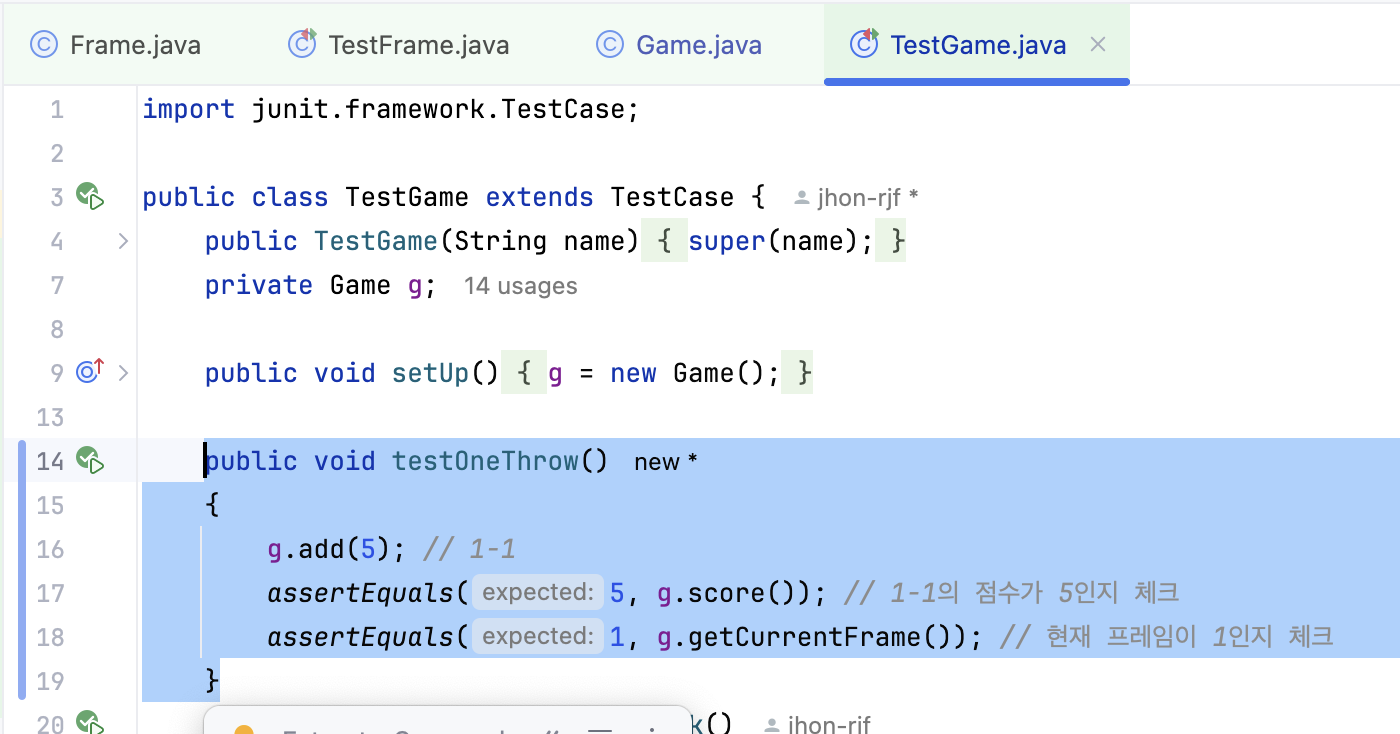 Frame.java TestFrame.java Game.java TestGame.java
1 import junit.framework.TestCase;
2
3 public class TestGame extends TestCase { jhon-rjf *
4 public TestGame(String name) { super(name); }
7 private Game g; 14 usages
8
9 public void setUp() { g = new Game(); }
13
14 public void testOneThrow() new *
15 {
16 g.add(5); // 1-1
17 assertEquals( expected: 5, g.score()); // 1-1의 점수가 5인지 체크
18 assertEquals( expected: 1, g.getCurrentFrame()); // 현재 프레임이 1인지 체크
19 }
20 k() jhon-rjf